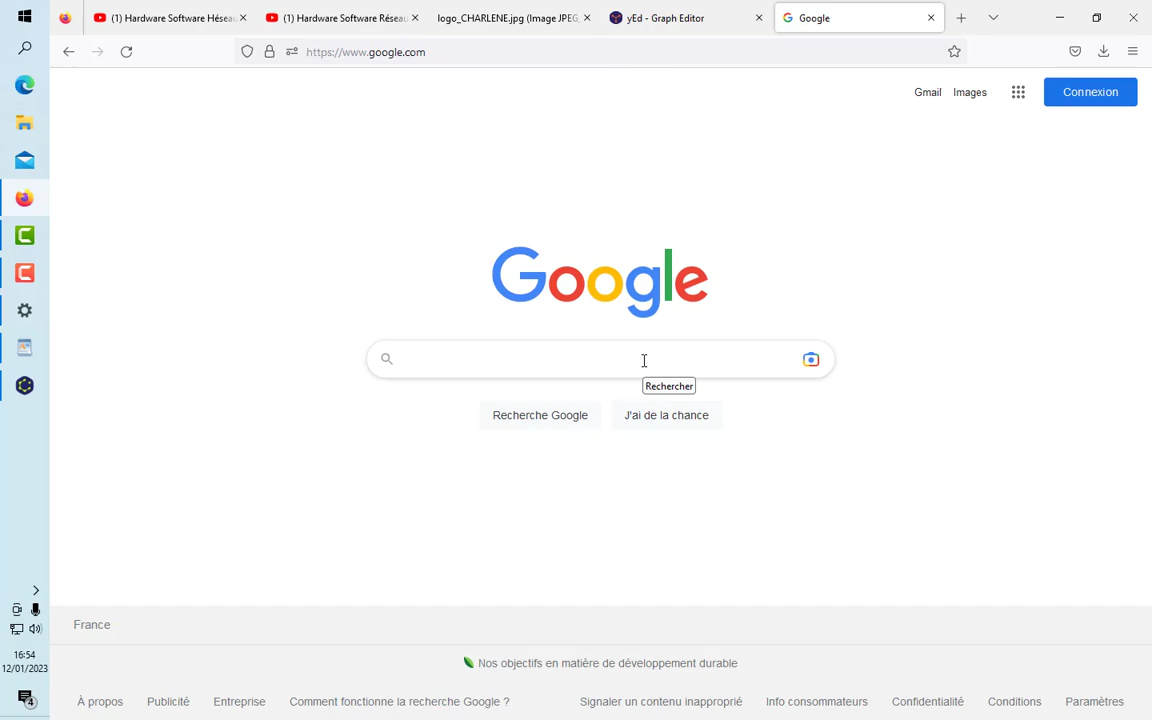 (1) Hardware Software Réseau
(1) Hardware Software Réseau
logo_CHARLENE.jpg (Image JPEG,
yEd - Graph Editor
Google
https://www.google.com
Gmail
Images
Connexion
Google
Rechercher
Recherche Google
J'ai de la chance
France
Nos objectifs en matière de développement durable
À propos
Publicité
Entreprise
Comment fonctionne la recherche Google ?
Signaler un contenu inapproprié
Info consommateurs
Confidentialité
Conditions
Paramètres
16:54
12/01/2023
4